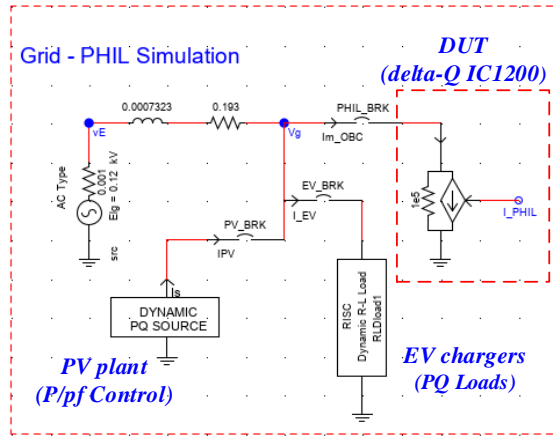 Grid - PHIL Simulation
DUT
(delta-Q IC1200)
0.0007323
0.193
PHIL_BRK
vE
Vg
Im_OBC
AC Type
0.001
Elg = 0.12 kV
src
EV_BRK
I_EV
1e5
I_PHIL
PV_BRK
IPV
Is
DYNAMIC
PQ SOURCE
RISC
Dynamic R-L Load
RLDload1
PV plant
(P/pf Control)
EV chargers
(PQ Loads)